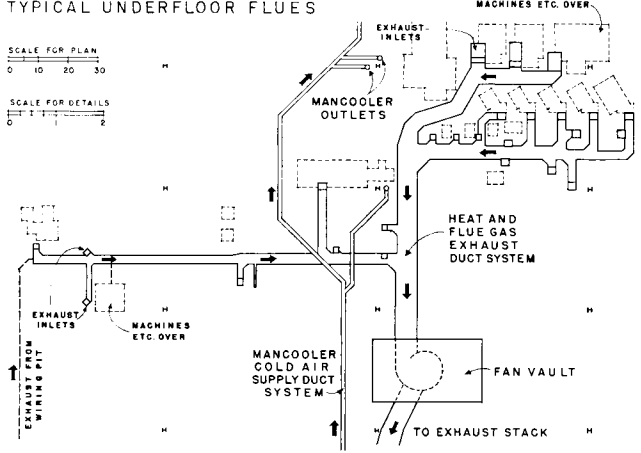 TYPICAL UNDERFLOOR FLUES
MACHINES ETC. OVER
EXHAUST
INLETS
SCALE FOR PLAN
0 10 20 30
SCALE FOR DETAILS
0 1 2
MANCOOLER
OUTLETS
HEAT AND
FLUE GAS
EXHAUST
DUCT SYSTEM
EXHAUST
INLETS
MACHINES
ETC. OVER
EXHAUST FROM
WIRING PIT
MANCOOLER
COLD AIR
SUPPLY DUCT
SYSTEM
FAN VAULT
TO EXHAUST STACK
H
H
H
H
H
H
H
H
H
H
H
H